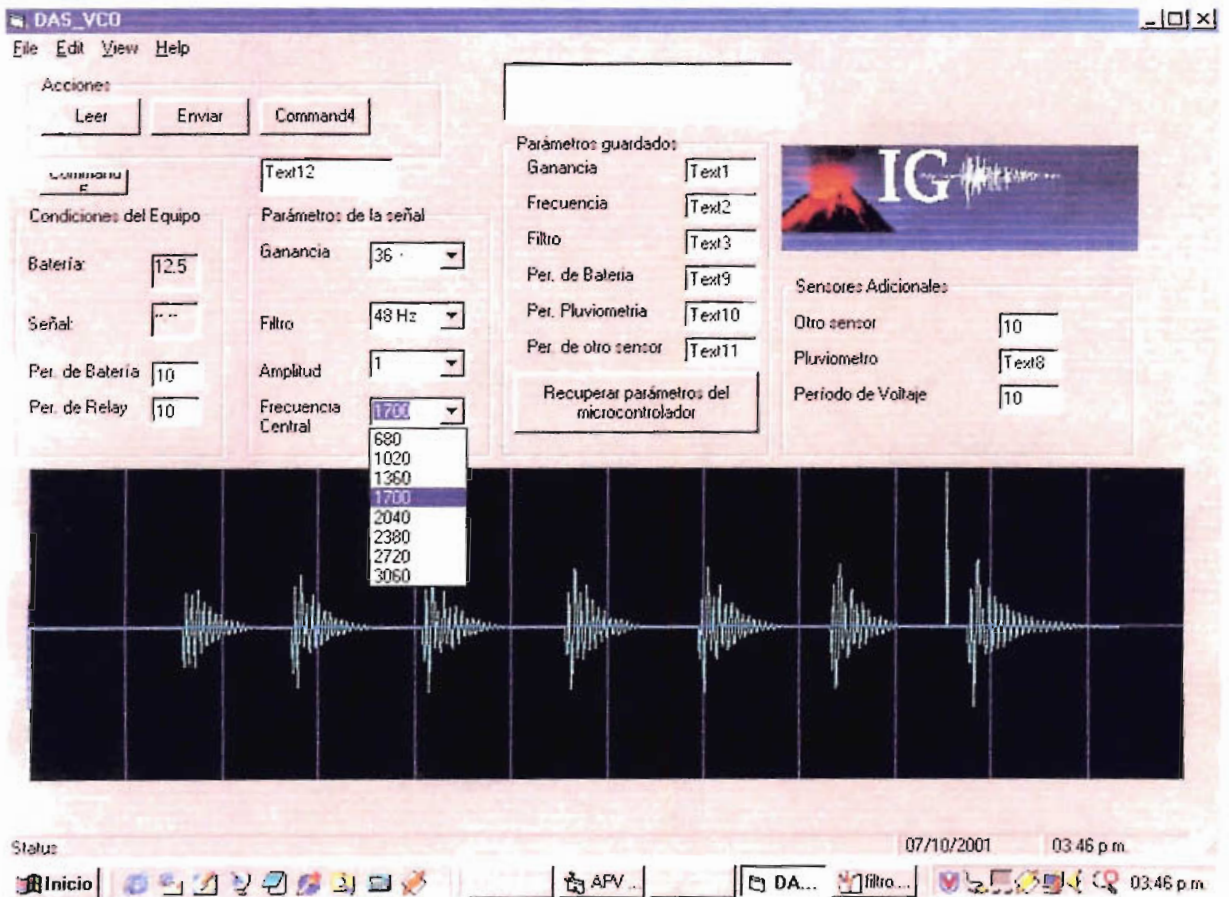 DAS_VCO
File Edit View Help
Acciones
Leer Enviar Command4
Text12
Condiciones del Equipo
Batería: 12.5
Señal: --.--
Per. de Batería 10
Per. de Relay 10
Parámetros de la señal
Ganancia 36
Filtro 48 Hz
Amplitud 1
Frecuencia Central 1700
680
1020
1360
1700
2040
2380
2720
3060
Parámetros guardados
Ganancia Text1
Frecuencia Text2
Filtro Text3
Per. de Bateria Text9
Per. Pluviometria Text10
Per. de otro sensor Text11
Recuperar parámetros del
microcontrolador
IG
Sensores Adicionales
Otro sensor 10
Pluviometro Text8
Período de Voltaje 10
Status
07/10/2001 03:46 p.m.
Inicio APV ... DA... filtro... 03:46 p.m.